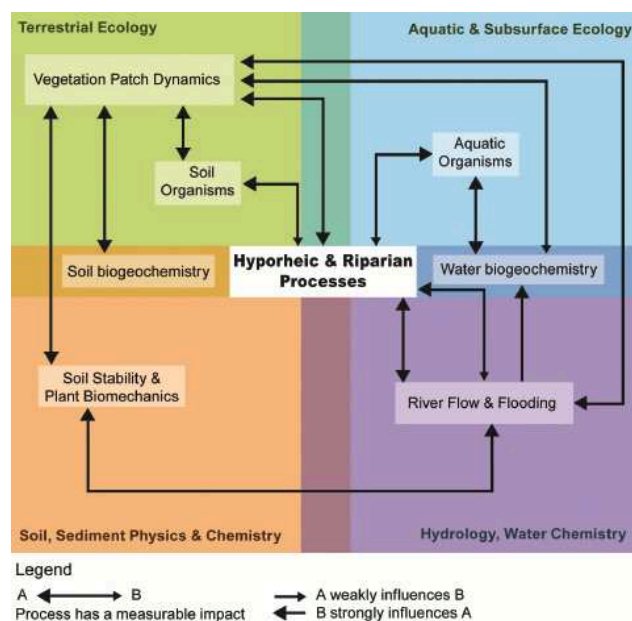 Terrestrial Ecology
Aquatic & Subsurface Ecology
Vegetation Patch Dynamics
Aquatic
Organisms
Soil
Organisms
Soil biogeochemistry
Hyporheic & Riparian
Processes
Water biogeochemistry
Soil Stability &
Plant Biomechanics
River Flow & Flooding
Soil, Sediment Physics & Chemistry
Hydrology, Water Chemistry
Legend
A B
Process has a measurable impact
A weakly influences B
B strongly influences A